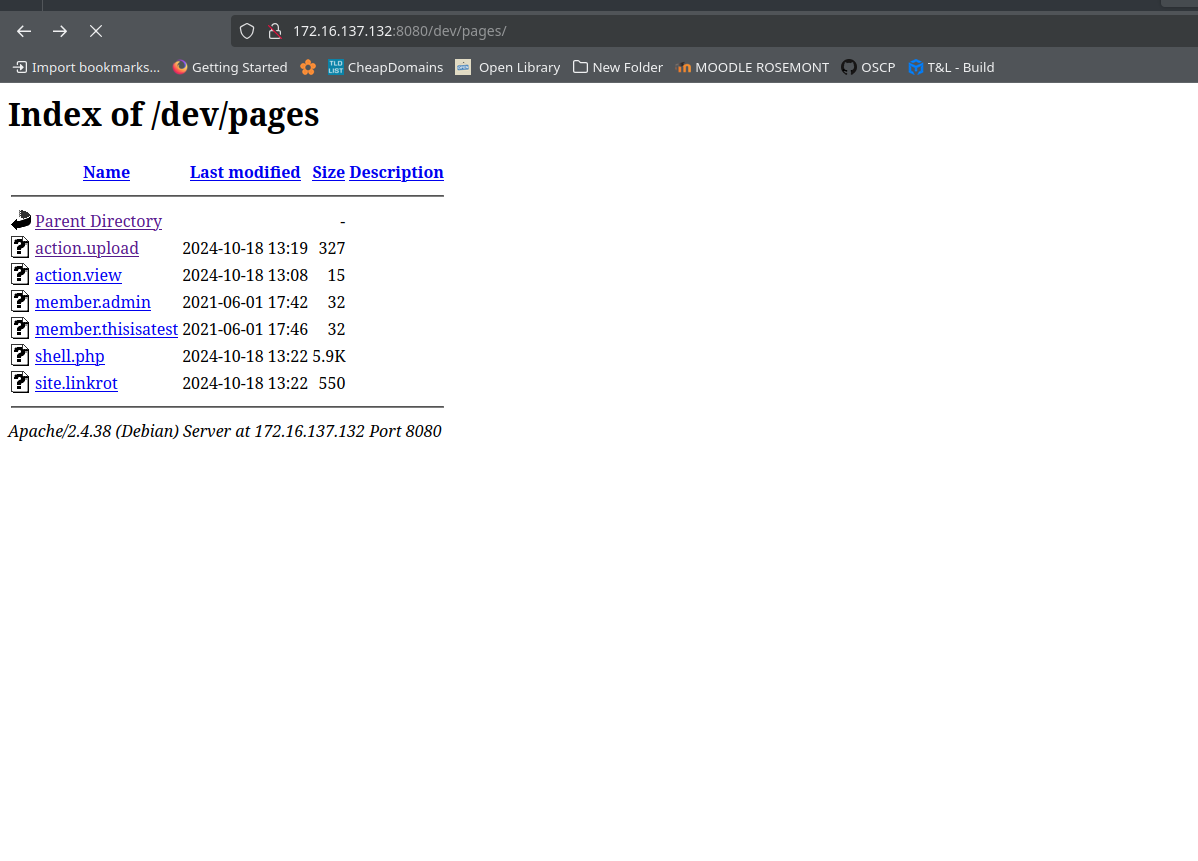 172.16.137.132:8080/dev/pages/
Import bookmarks... Getting Started TLD LIST CheapDomains Open Library New Folder MOODLE ROSEMONT OSCP T&L - Build
Index of /dev/pages
Name Last modified Size Description
Parent Directory -
action.upload 2024-10-18 13:19 327
action.view 2024-10-18 13:08 15
member.admin 2021-06-01 17:42 32
member.thisisatest 2021-06-01 17:46 32
shell.php 2024-10-18 13:22 5.9K
site.linkrot 2024-10-18 13:22 550
Apache/2.4.38 (Debian) Server at 172.16.137.132 Port 8080